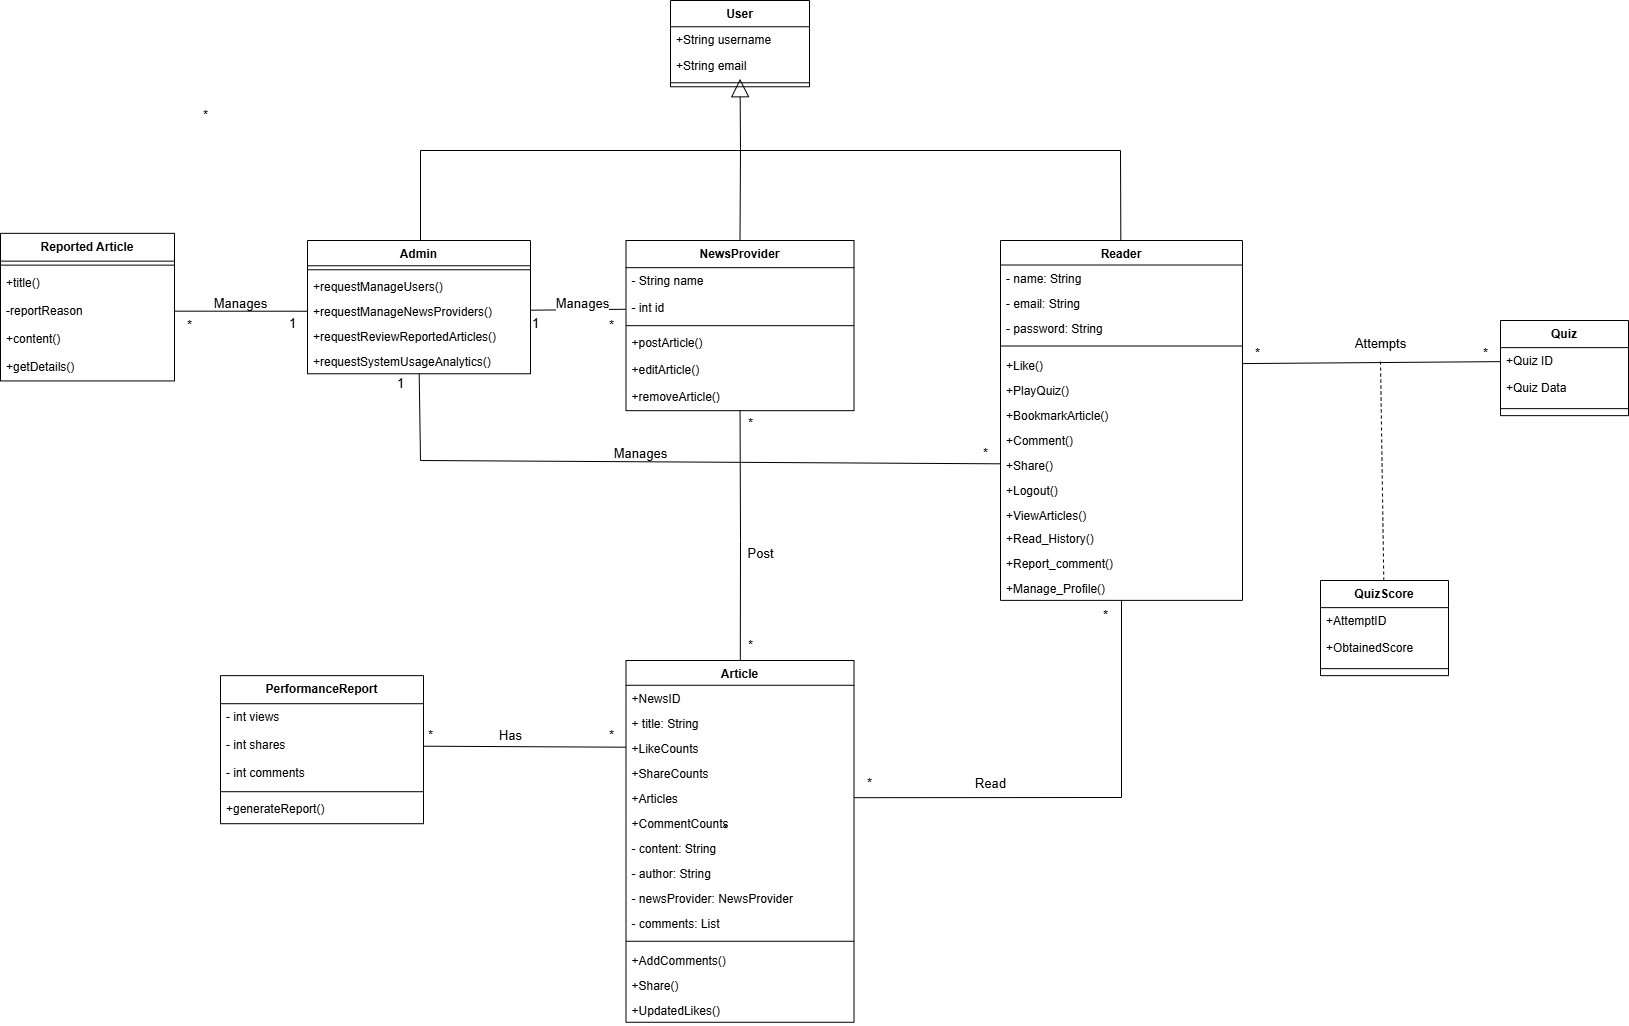 User
+String username
+String email
*
Reported Article
+title()
-reportReason
+content()
+getDetails()
Manages
*
1
Admin
+requestManageUsers()
+requestManageNewsProviders()
+requestReviewReportedArticles()
+requestSystemUsageAnalytics()
1
Manages
1
*
NewsProvider
- String name
- int id
+postArticle()
+editArticle()
+removeArticle()
*
Manages
*
Reader
- name: String
- email: String
- password: String
+Like()
+PlayQuiz()
+BookmarkArticle()
+Comment()
+Share()
+Logout()
+ViewArticles()
+Read_History()
+Report_comment()
+Manage_Profile()
*
Attempts
*
*
Quiz
+Quiz ID
+Quiz Data
QuizScore
+AttemptID
+ObtainedScore
Post
*
PerformanceReport
- int views
- int shares
- int comments
+generateReport()
*
Has
*
Article
+NewsID
+ title: String
+LikeCounts
+ShareCounts
+Articles
+CommentCounts
- content: String
- author: String
- newsProvider: NewsProvider
- comments: List
+AddComments()
+Share()
+UpdatedLikes()
*
Read